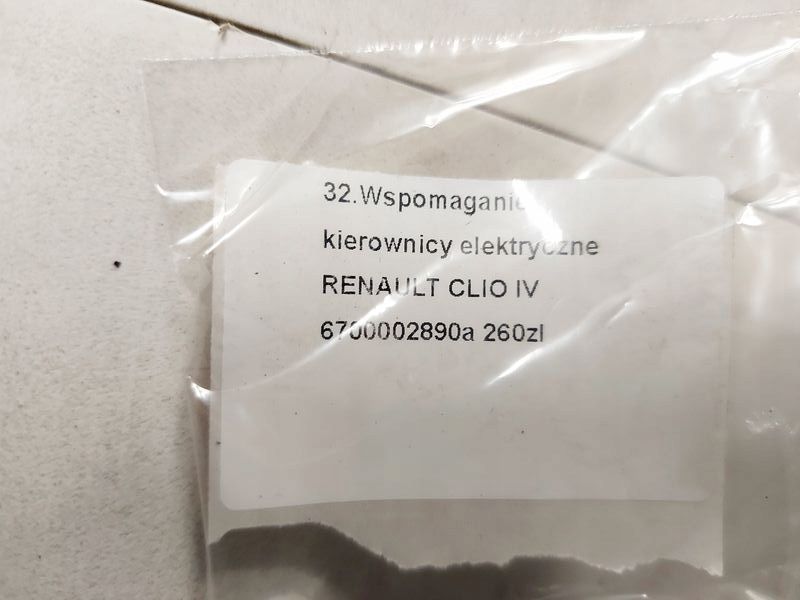 32.Wspomaganie
kierownicy elektryczne
RENAULT CLIO IV
6700002890a 260zl